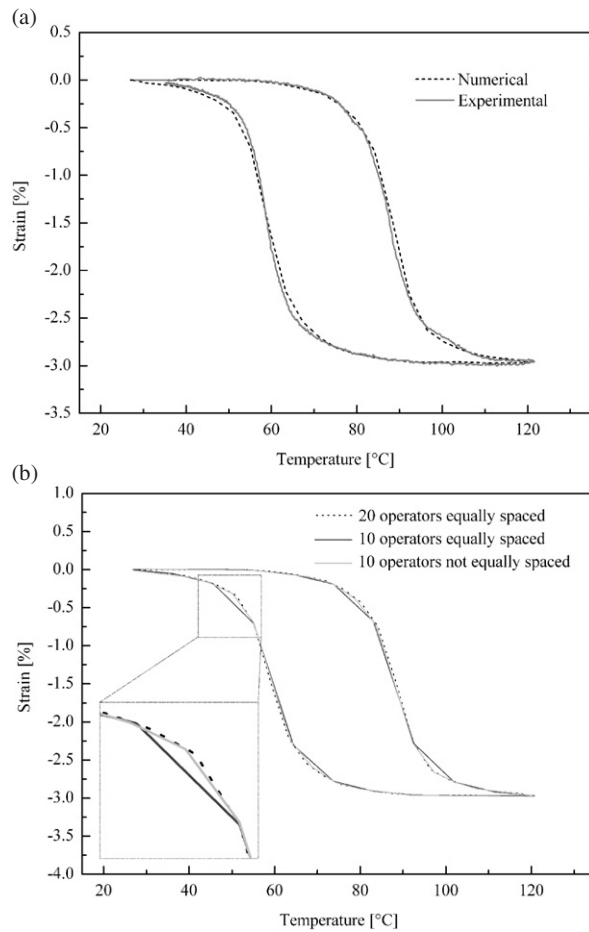 (a)
0.5
0.0
-0.5
-1.0
-1.5
-2.0
-2.5
-3.0
-3.5
Strain [%]
Numerical
Experimental
20 40 60 80 100 120
Temperature [°C]
(b)
1.0
0.5
0.0
-0.5
-1.0
-1.5
-2.0
-2.5
-3.0
-3.5
-4.0
Strain [%]
20 operators equally spaced
10 operators equally spaced
10 operators not equally spaced
20 40 60 80 100 120
Temperature [°C]